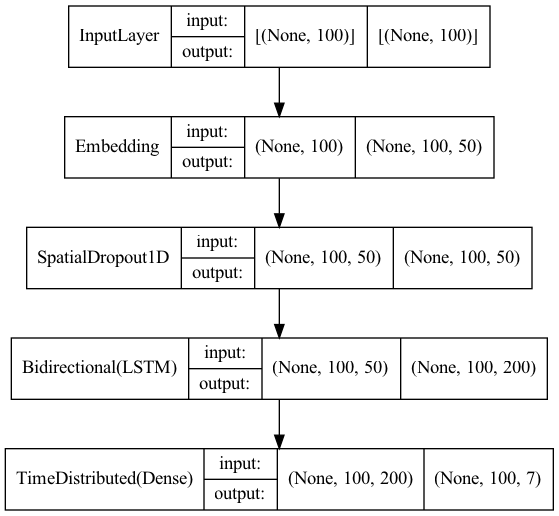 InputLayer input: output: [(None, 100)] [(None, 100)]
Embedding input: output: (None, 100) (None, 100, 50)
SpatialDropout1D input: output: (None, 100, 50) (None, 100, 50)
Bidirectional(LSTM) input: output: (None, 100, 50) (None, 100, 200)
TimeDistributed(Dense) input: output: (None, 100, 200) (None, 100, 7)